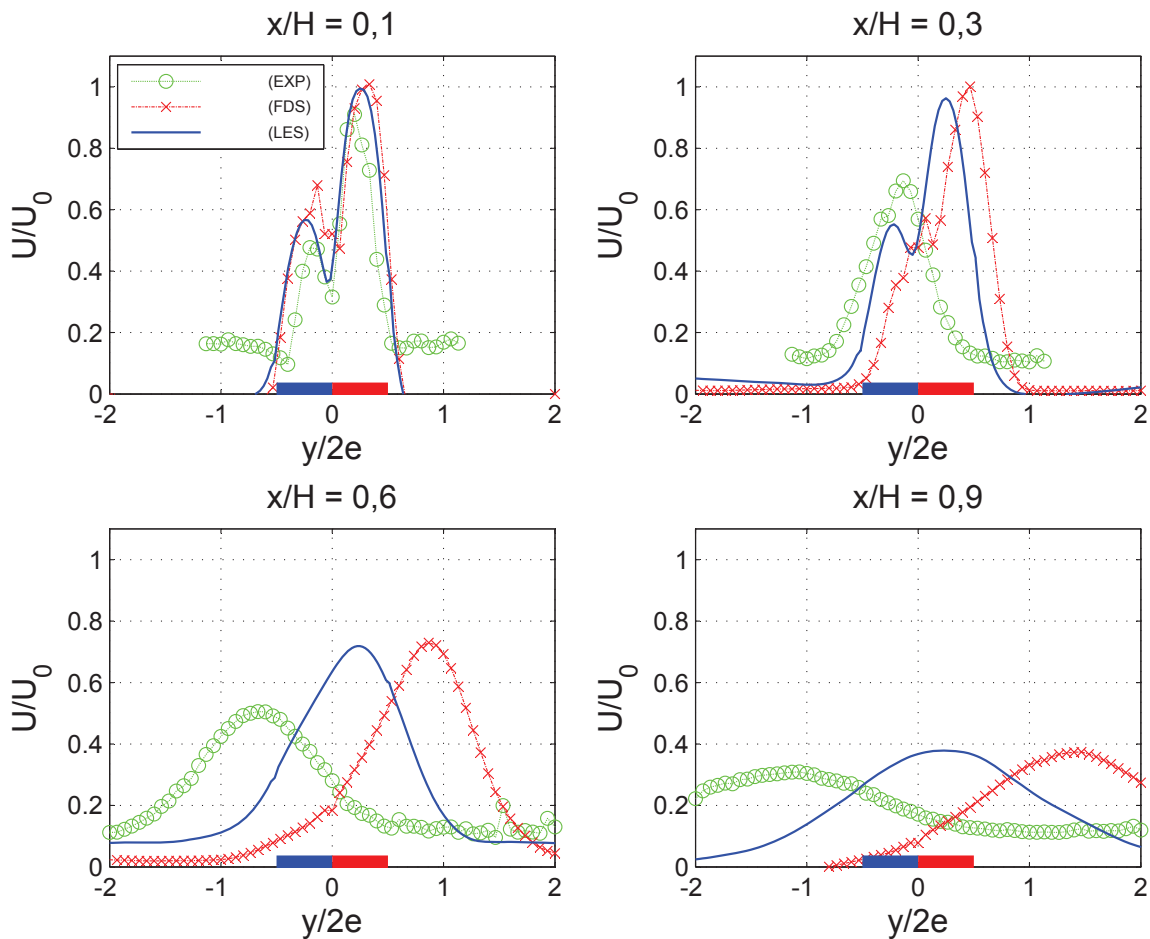 x/H = 0,1
1
0.8
0.6
0.4
0.2
0
U/U0
(EXP)
(FDS)
(LES)
-2
-1
0
1
2
y/2e
x/H = 0,3
1
0.8
0.6
0.4
0.2
0
U/U0
-2
-1
0
1
2
y/2e
x/H = 0,6
1
0.8
0.6
0.4
0.2
0
U/U0
-2
-1
0
1
2
y/2e
x/H = 0,9
1
0.8
0.6
0.4
0.2
0
U/U0
-2
-1
0
1
2
y/2e